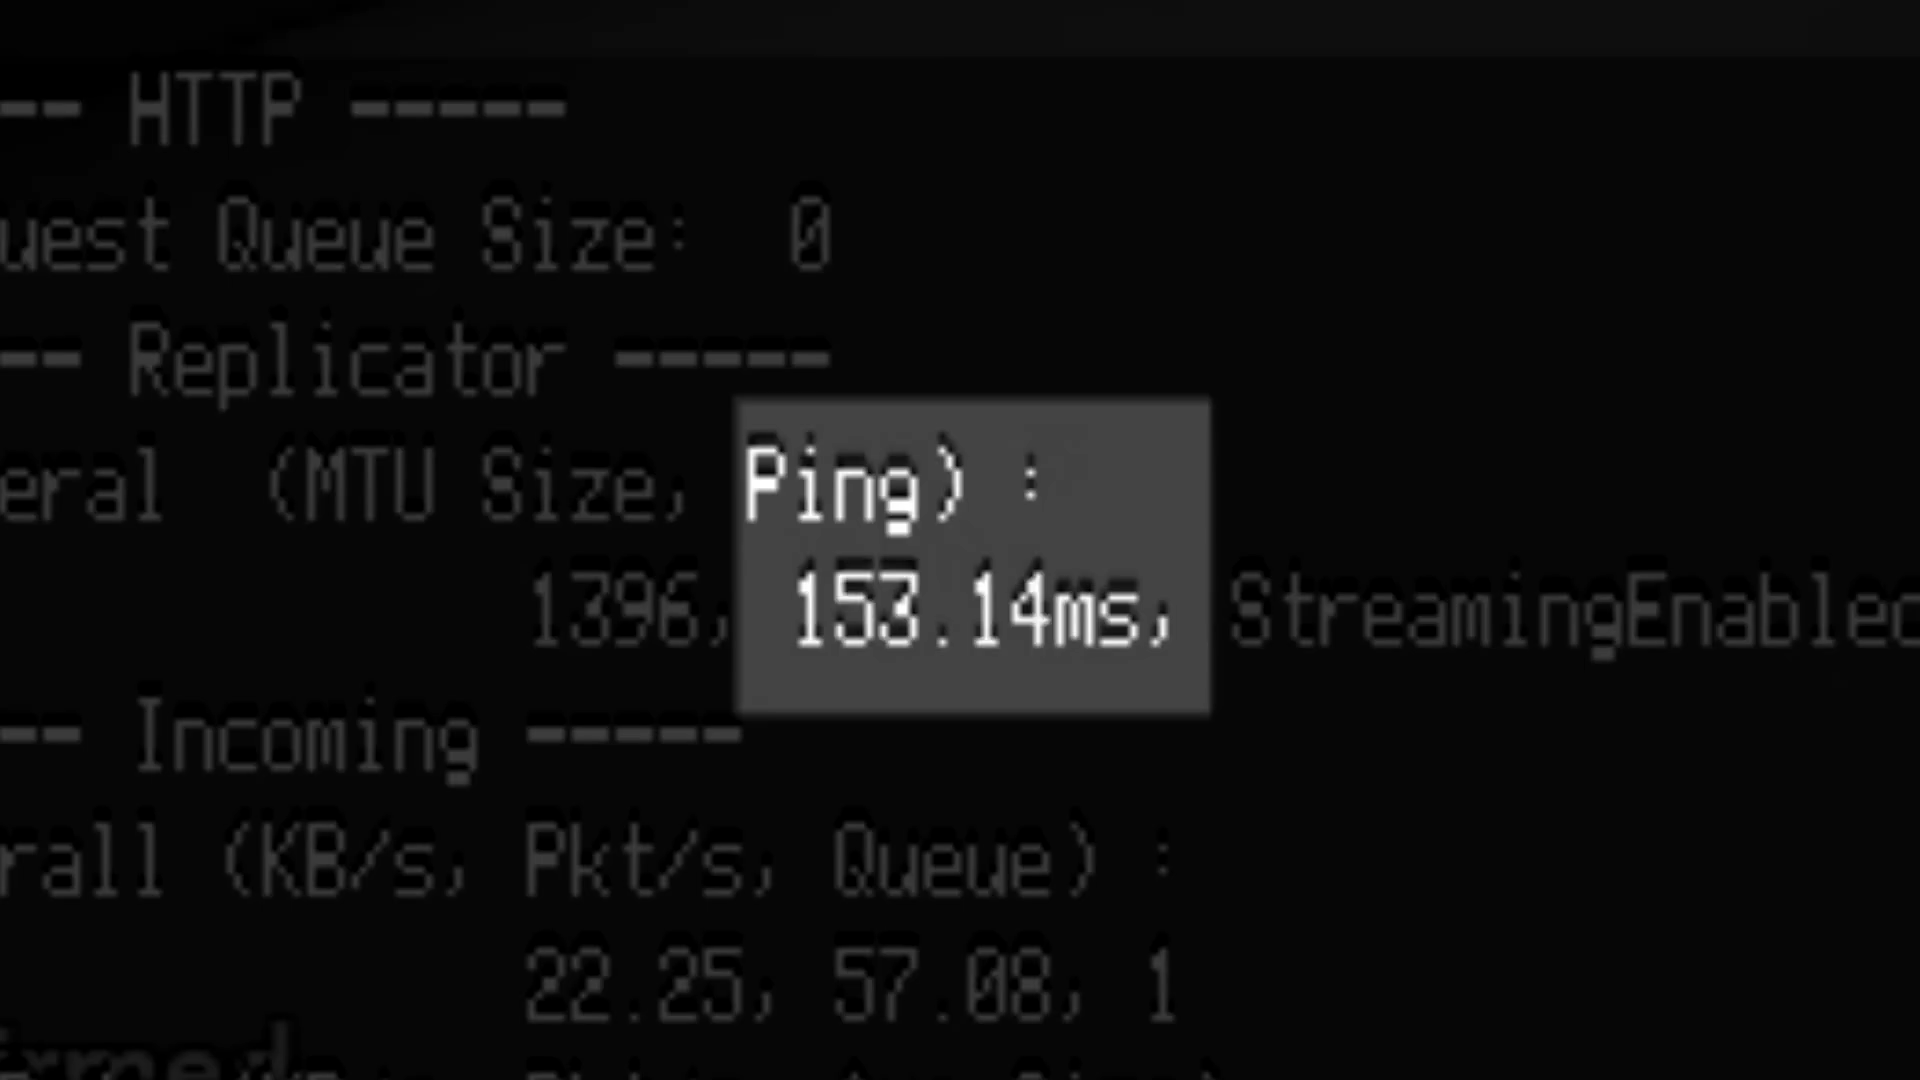 -- HTTP -----
uest Queue Size:  0
-- Replicator -----
eral  (MTU Size, Ping) :
1396, 153.14ms, StreamingEnabled
-- Incoming -----
rall (KB/s, Pkt/s, Queue) :
22.25, 57.08, 1